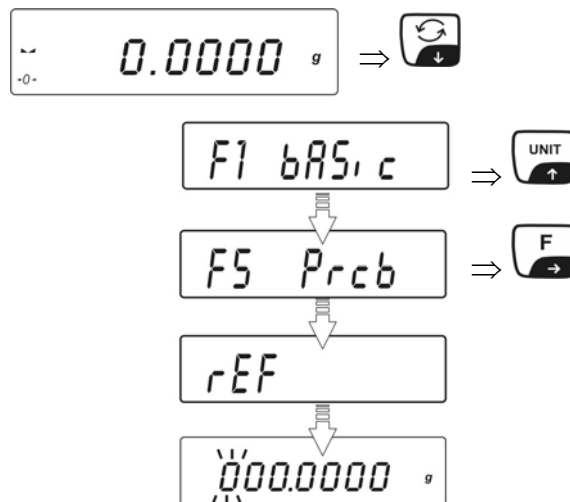 -0- 0.0000 g ⇒ ↓
F1 bASic ⇒ UNIT ↑
F5 Prcb ⇒ F →
rEF
000.0000 g